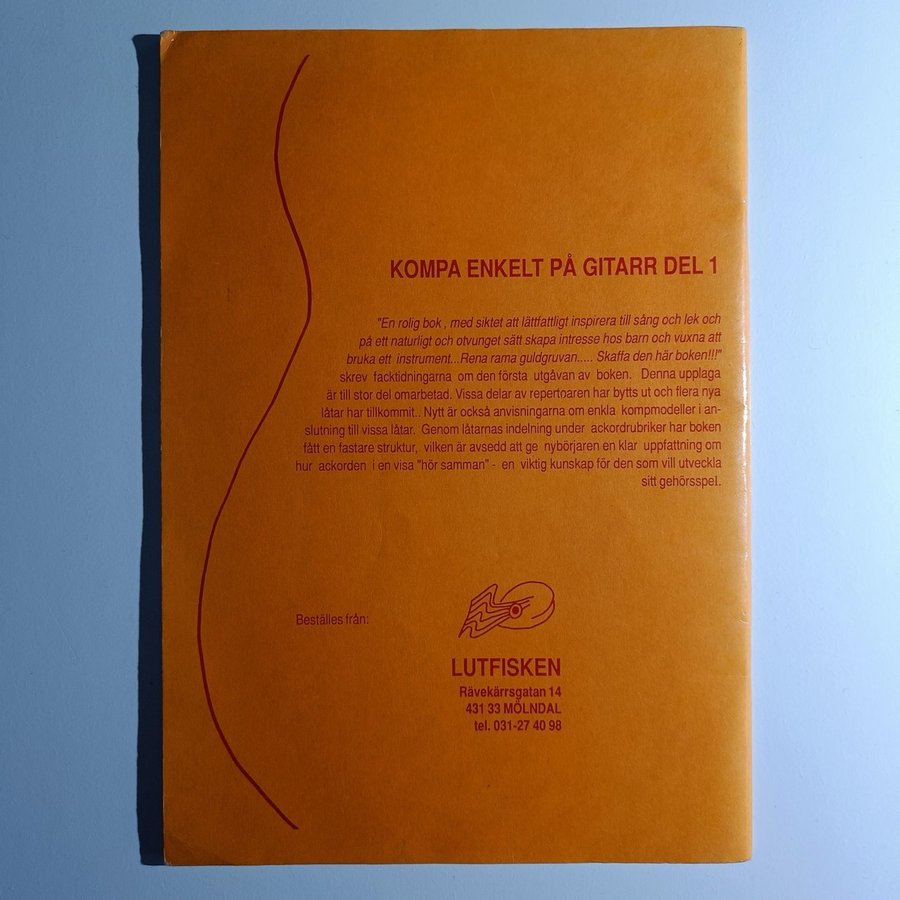 KOMPA ENKELT PÅ GITARR DEL 1
"En rolig bok , med siktet att lättfattligt inspirera till sång och lek och
på ett naturligt och otvunget sätt skapa intresse hos barn och vuxna att
bruka ett instrument...Rena rama guldgruvan..... Skaffa den här boken!!!"
skrev facktidningarna om den första utgåvan av boken. Denna upplaga
är till stor del omarbetad. Vissa delar av repertoaren har bytts ut och flera nya
låtar har tillkommit.. Nytt är också anvisningarna om enkla kompmodeller i an-
slutning till vissa låtar. Genom låtarnas indelning under ackordrubriker har boken
fått en fastare struktur, vilken är avsedd att ge nybörjaren en klar uppfattning om
hur ackorden i en visa "hör samman" - en viktig kunskap för den som vill utveckla
sitt gehörsspel.
Beställes från:
LUTFISKEN
Rävekärrsgatan 14
431 33 MÖLNDAL
tel. 031-27 40 98